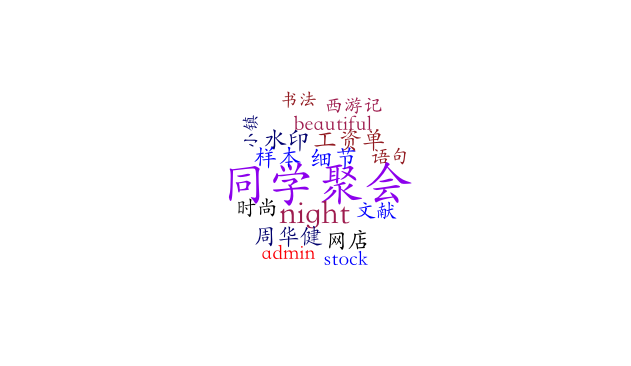 书法 西游记
小镇 beautiful
水印 工资单
样本 细节 语句
同学聚会
时尚 night 文献
周华健 网店
admin stock